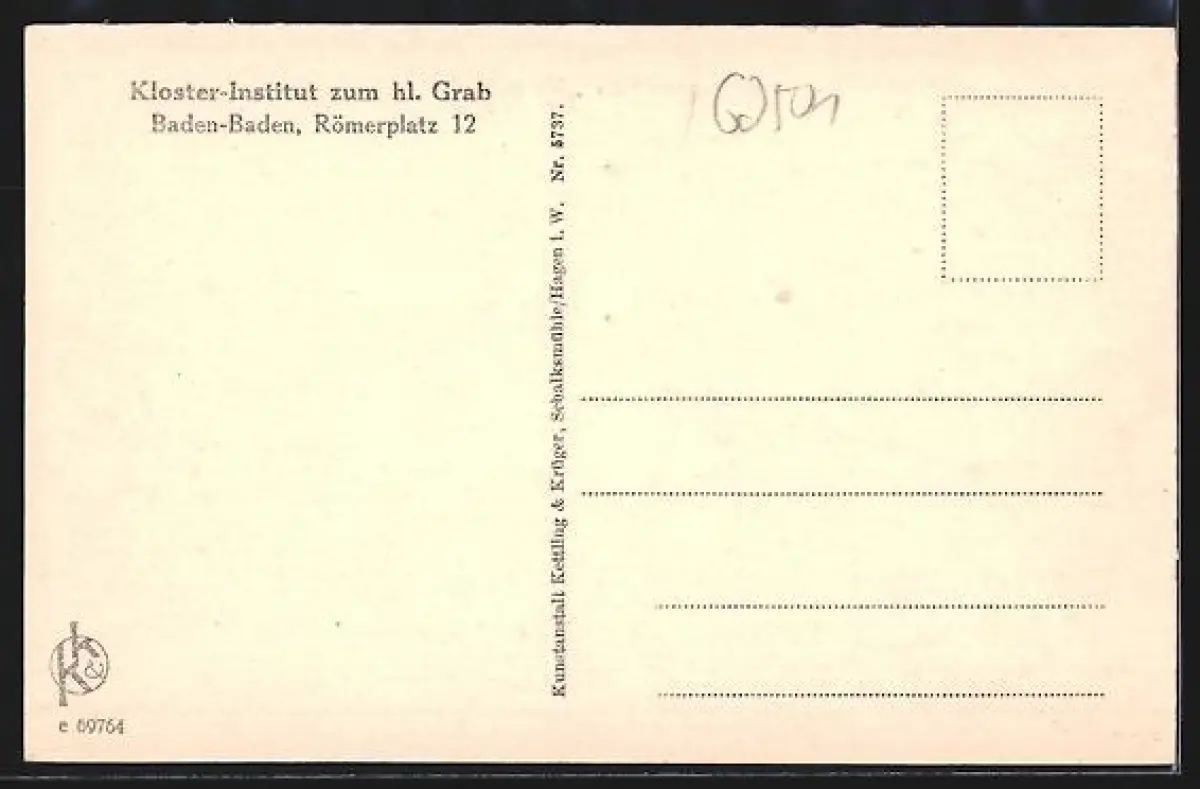 Kloster-Institut zum hl. Grab
Baden-Baden, Römerplatz 12
Kunstanstalt Kettling & Krüger, Schalksmühle/Hagen i. W. Nr. 5737.
e 69764